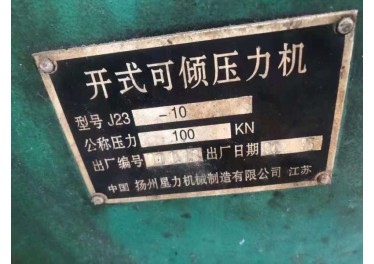 开式可倾压力机
型号 J23 -10
公称压力 100 KN
出厂编号 出厂日期
中国 扬州星力机械制造有限公司 江苏